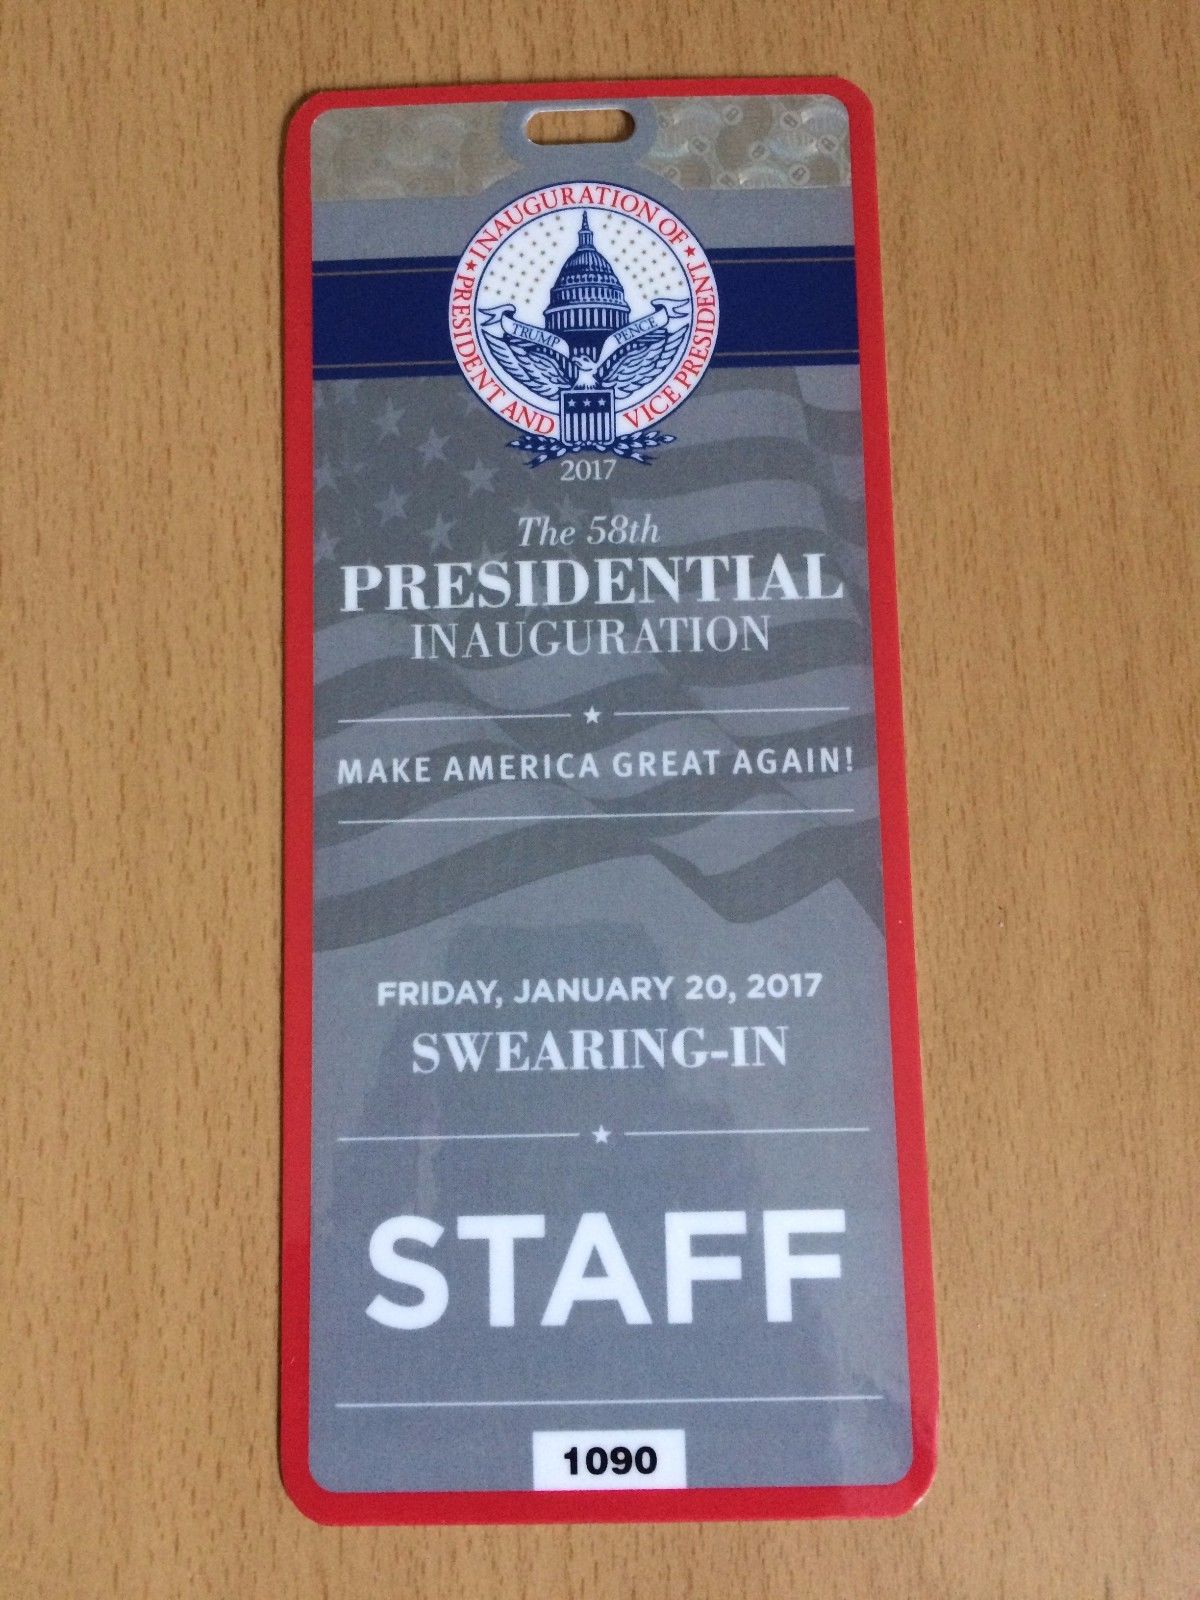 INAUGURATION OF
PRESIDENT AND
VICE PRESIDENT
TRUMP
PENCE
2017
The 58th
PRESIDENTIAL
INAUGURATION
MAKE AMERICA GREAT AGAIN!
FRIDAY, JANUARY 20, 2017
SWEARING-IN
STAFF
1090